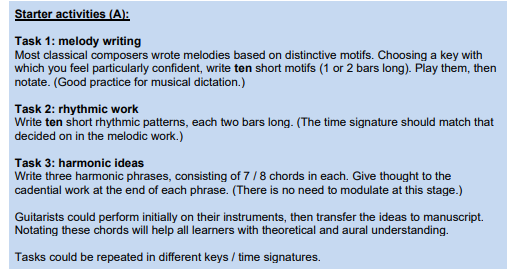 Starter activities (A):
Task 1: melody writing
Most classical composers wrote melodies based on distinctive motifs. Choosing a key with
which you feel particularly confident, write ten short motifs (1 or 2 bars long). Play them, then
notate. (Good practice for musical dictation.)
Task 2: rhythmic work
Write ten short rhythmic patterns, each two bars long. (The time signature should match that
decided on in the melodic work.)
Task 3: harmonic ideas
Write three harmonic phrases, consisting of 7 / 8 chords in each. Give thought to the
cadential work at the end of each phrase. (There is no need to modulate at this stage.)
Guitarists could perform initially on their instruments, then transfer the ideas to manuscript.
Notating these chords will help all learners with theoretical and aural understanding.
Tasks could be repeated in different keys / time signatures.